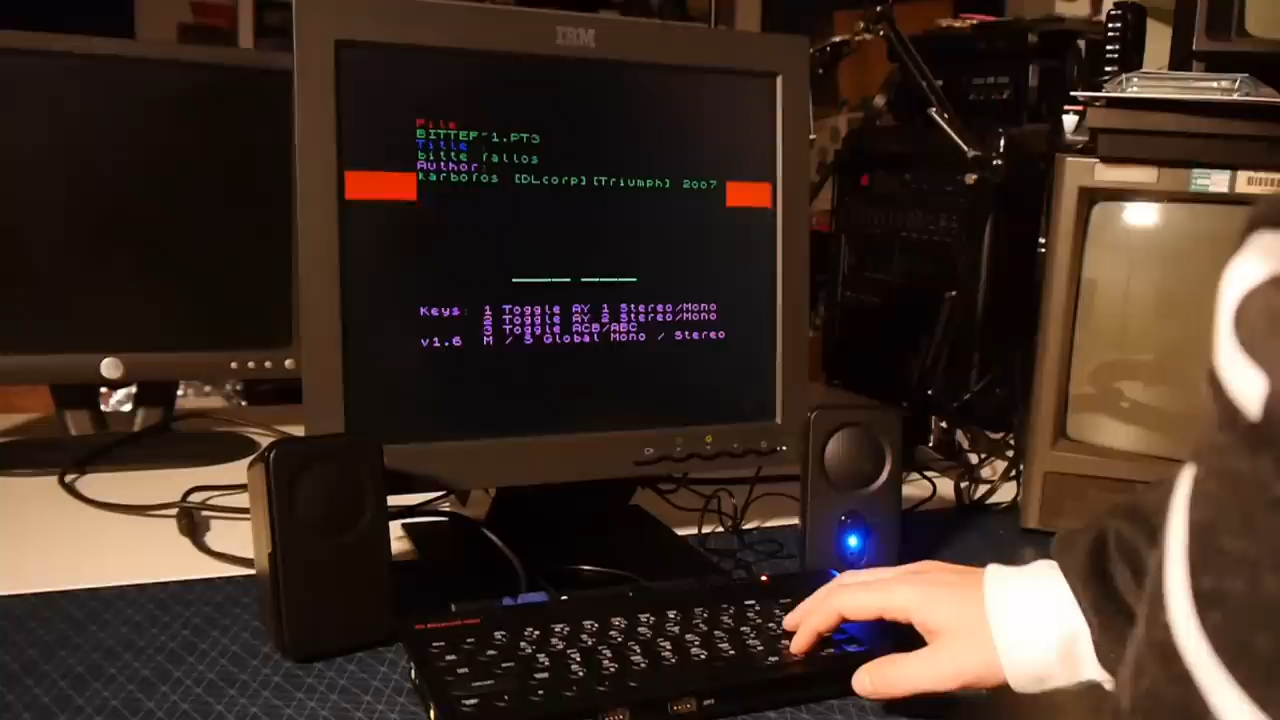 IBM
File
BITTEF~1.PT3
Title :
bitte fallos
Author:
Karbofos [DLcorp][Triumph] 2007
Keys: 1 Toggle AY 1 Stereo/Mono
2 Toggle AY 2 Stereo/Mono
3 Toggle ACB/ABC
v1.6 M / S Global Mono / Stereo